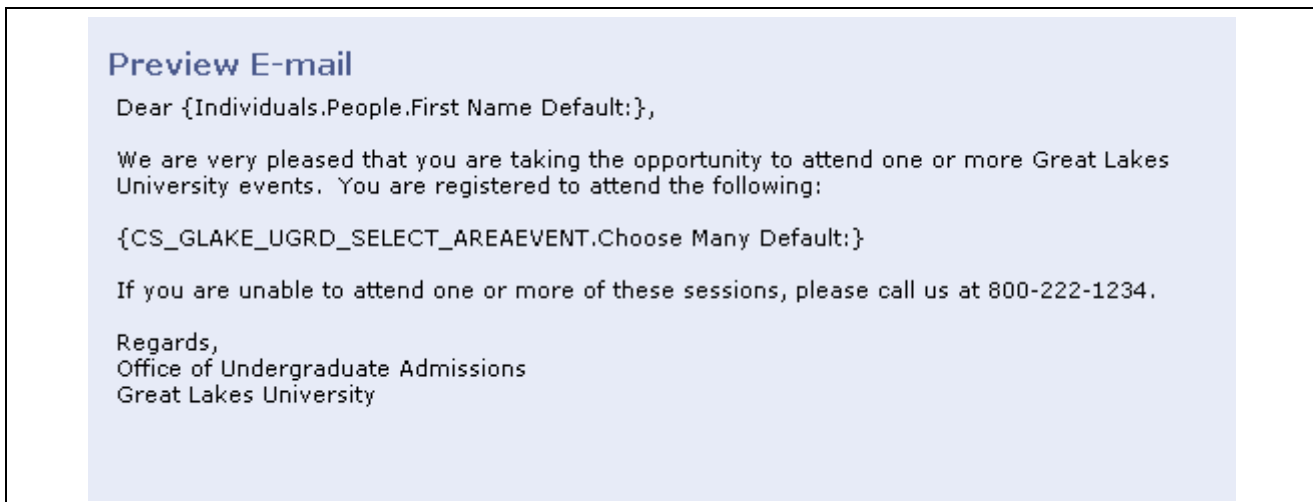 Preview E-mail
Dear {Individuals.People.First Name Default:},
We are very pleased that you are taking the opportunity to attend one or more Great Lakes
University events.  You are registered to attend the following:
{CS_GLAKE_UGRD_SELECT_AREAEVENT.Choose Many Default:}
If you are unable to attend one or more of these sessions, please call us at 800-222-1234.
Regards,
Office of Undergraduate Admissions
Great Lakes University